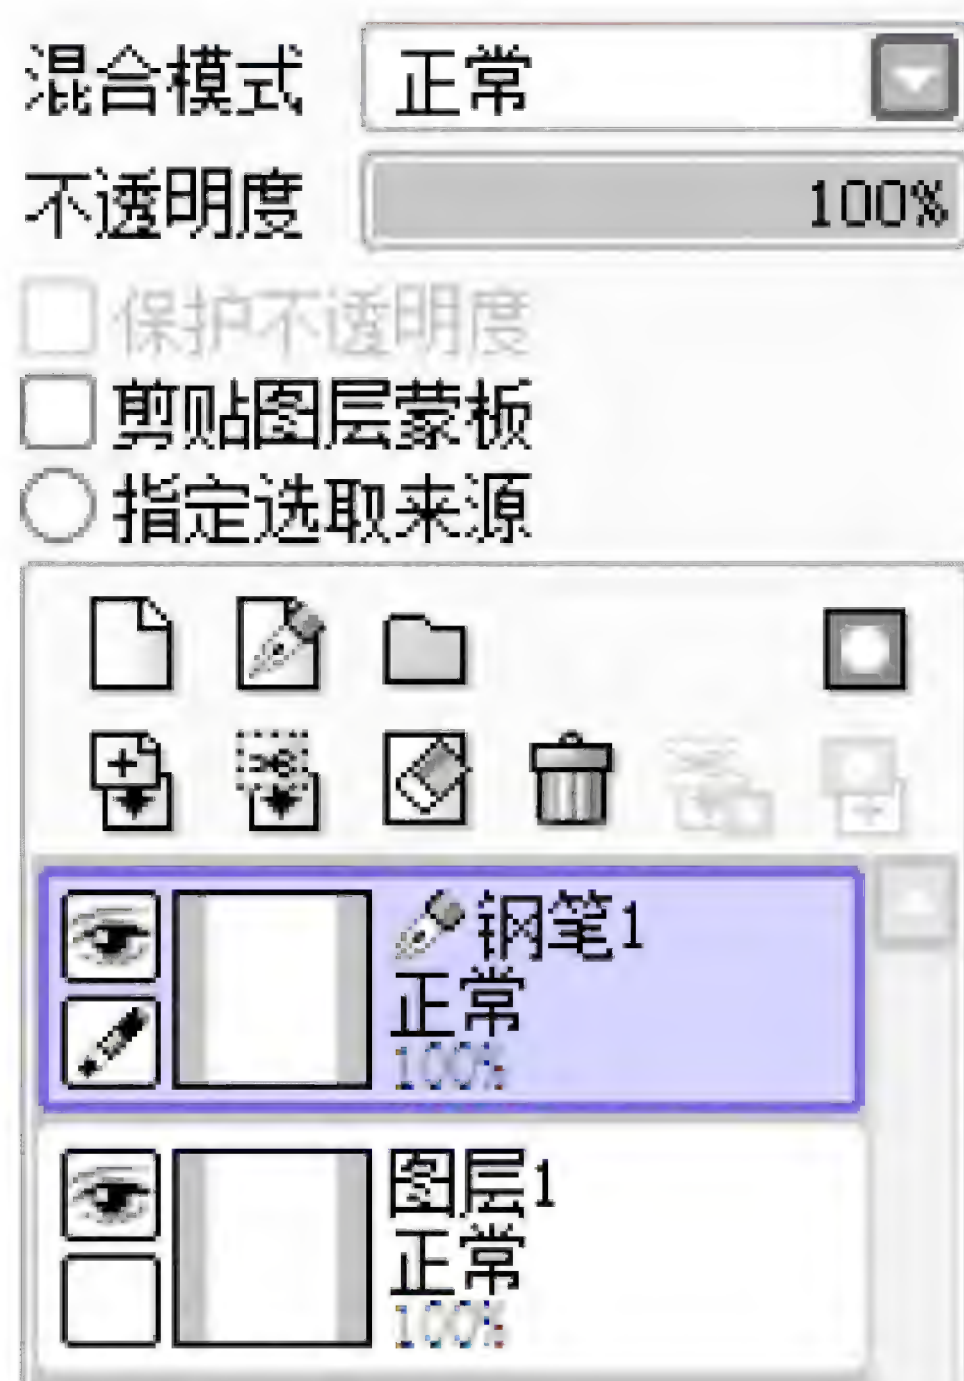 混合模式 正常
不透明度 100%
保护不透明度
剪贴图层蒙板
指定选取来源
钢笔1
正常
100%
图层1
正常
100%